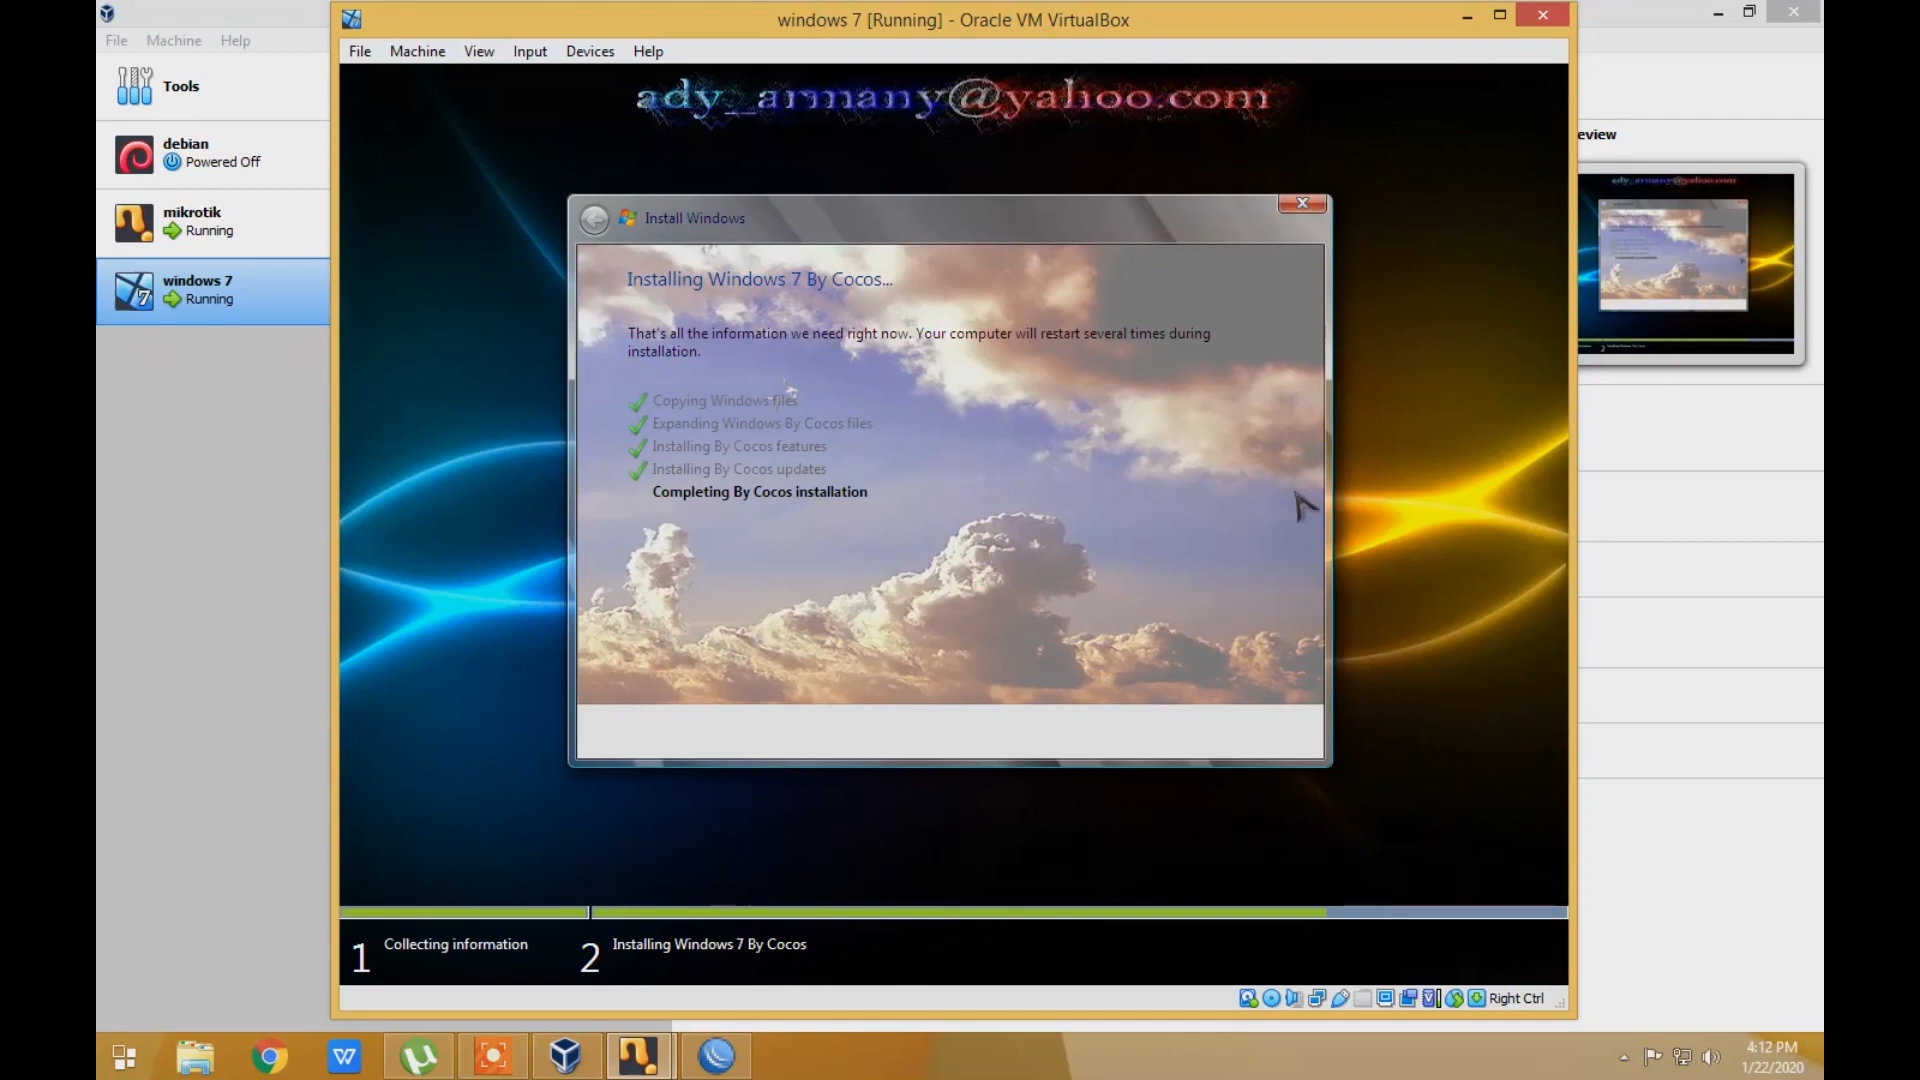 windows 7 [Running] - Oracle VM VirtualBox
File Machine Help
File Machine View Input Devices Help
Tools
debian
Powered Off
mikrotik
Running
windows 7
Running
eview
ady_armany@yahoo.com
ady_armany@yahoo.com
Install Windows
Installing Windows 7 By Cocos...
That's all the information we need right now. Your computer will restart several times during
installation.
Copying Windows files
Expanding Windows By Cocos files
Installing By Cocos features
Installing By Cocos updates
Completing By Cocos installation
1 Collecting information
2 Installing Windows 7 By Cocos
Right Ctrl
4:12 PM
1/22/2020